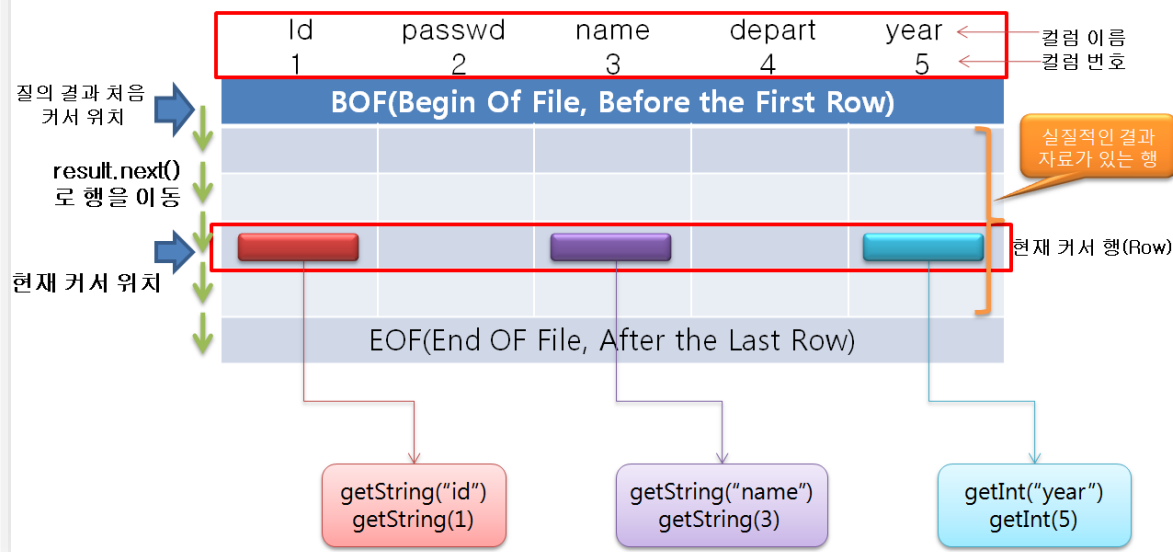 Id passwd name depart year
컬럼 이름
1 2 3 4 5
컬럼 번호
질의 결과 처음
커서 위치
BOF(Begin Of File, Before the First Row)
실질적인 결과
자료가 있는 행
result.next()
로 행을 이동
현재 커서 위치
현재 커서 행(Row)
EOF(End OF File, After the Last Row)
getString(“id”)
getString(1)
getString(“name”)
getString(3)
getInt(“year”)
getInt(5)